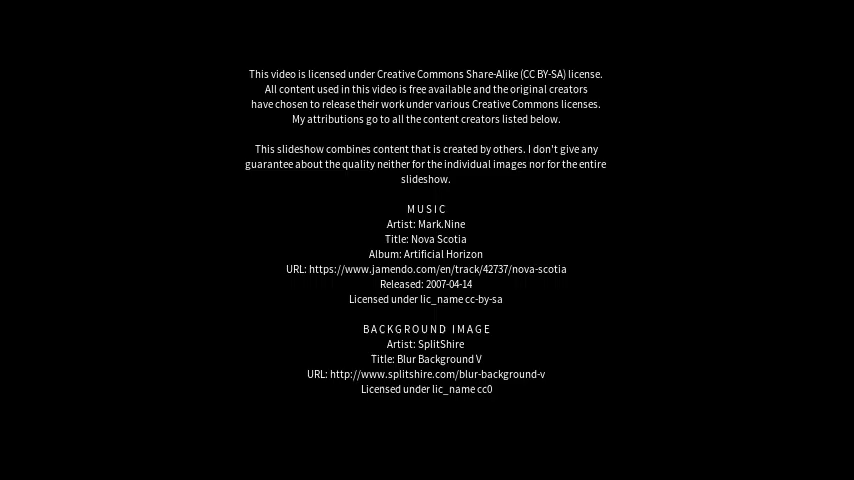 This video is licensed under Creative Commons Share-Alike (CC BY-SA) license.
All content used in this video is free available and the original creators
have chosen to release their work under various Creative Commons licenses.
My attributions go to all the content creators listed below.
This slideshow combines content that is created by others. I don't give any
guarantee about the quality neither for the individual images nor for the entire
slideshow.
MUSIC
Artist: Mark.Nine
Title: Nova Scotia
Album: Artificial Horizon
URL: https://www.jamendo.com/en/track/42737/nova-scotia
Released: 2007-04-14
Licensed under lic_name cc-by-sa
BACKGROUND IMAGE
Artist: SplitShire
Title: Blur Background V
URL: http://www.splitshire.com/blur-background-v
Licensed under lic_name cc0